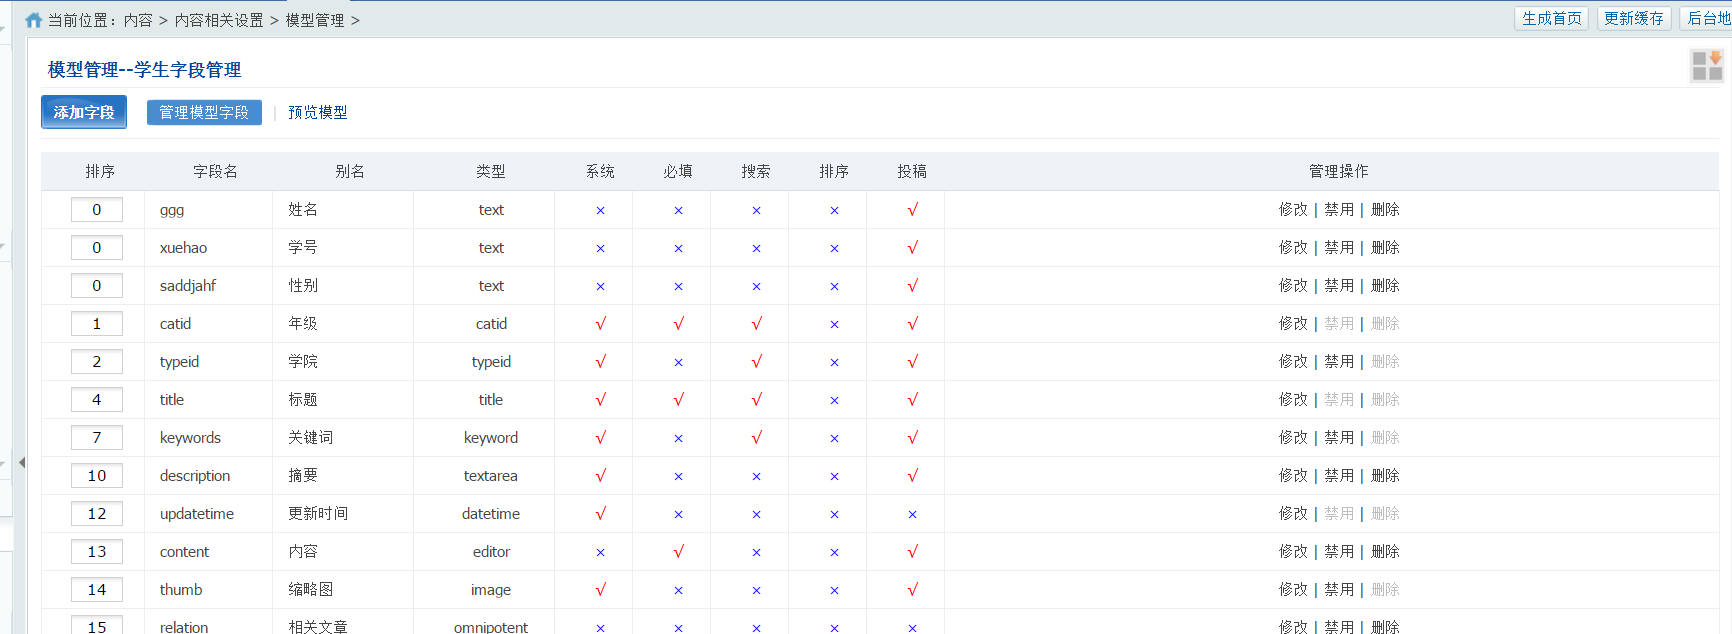 当前位置：内容 > 内容相关设置 > 模型管理 > 生成首页 更新缓存 后台地
模型管理--学生字段管理
添加字段 管理模型字段 | 预览模型
排序 字段名 别名 类型 系统 必填 搜索 排序 投稿 管理操作
0 ggg 姓名 text × × × × √ 修改 | 禁用 | 删除
0 xuehao 学号 text × × × × √ 修改 | 禁用 | 删除
0 saddjahf 性别 text × × × × √ 修改 | 禁用 | 删除
1 catid 年级 catid √ √ √ × √ 修改 | 禁用 | 删除
2 typeid 学院 typeid √ × √ × √ 修改 | 禁用 | 删除
4 title 标题 title √ √ √ × √ 修改 | 禁用 | 删除
7 keywords 关键词 keyword √ × √ × √ 修改 | 禁用 | 删除
10 description 摘要 textarea √ × × × √ 修改 | 禁用 | 删除
12 updatetime 更新时间 datetime √ × × × × 修改 | 禁用 | 删除
13 content 内容 editor × √ × × √ 修改 | 禁用 | 删除
14 thumb 缩略图 image √ × × × √ 修改 | 禁用 | 删除
15 relation 相关文章 omnipotent × × × × × 修改 | 禁用 | 删除